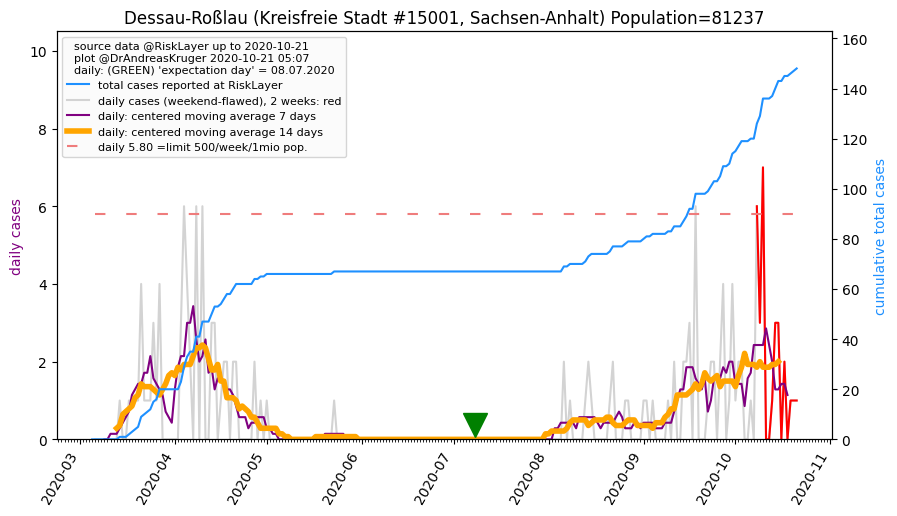 Dessau-Roßlau (Kreisfreie Stadt #15001, Sachsen-Anhalt) Population=81237
source data @RiskLayer up to 2020-10-21
plot @DrAndreasKruger 2020-10-21 05:07
daily: (GREEN) 'expectation day' = 08.07.2020
total cases reported at RiskLayer
daily cases (weekend-flawed), 2 weeks: red
daily: centered moving average 7 days
daily: centered moving average 14 days
daily 5.80 =limit 500/week/1mio pop.
daily cases
10
8
6
4
2
0
cumulative total cases
160
140
120
100
80
60
40
20
0
2020-03
2020-04
2020-05
2020-06
2020-07
2020-08
2020-09
2020-10
2020-11